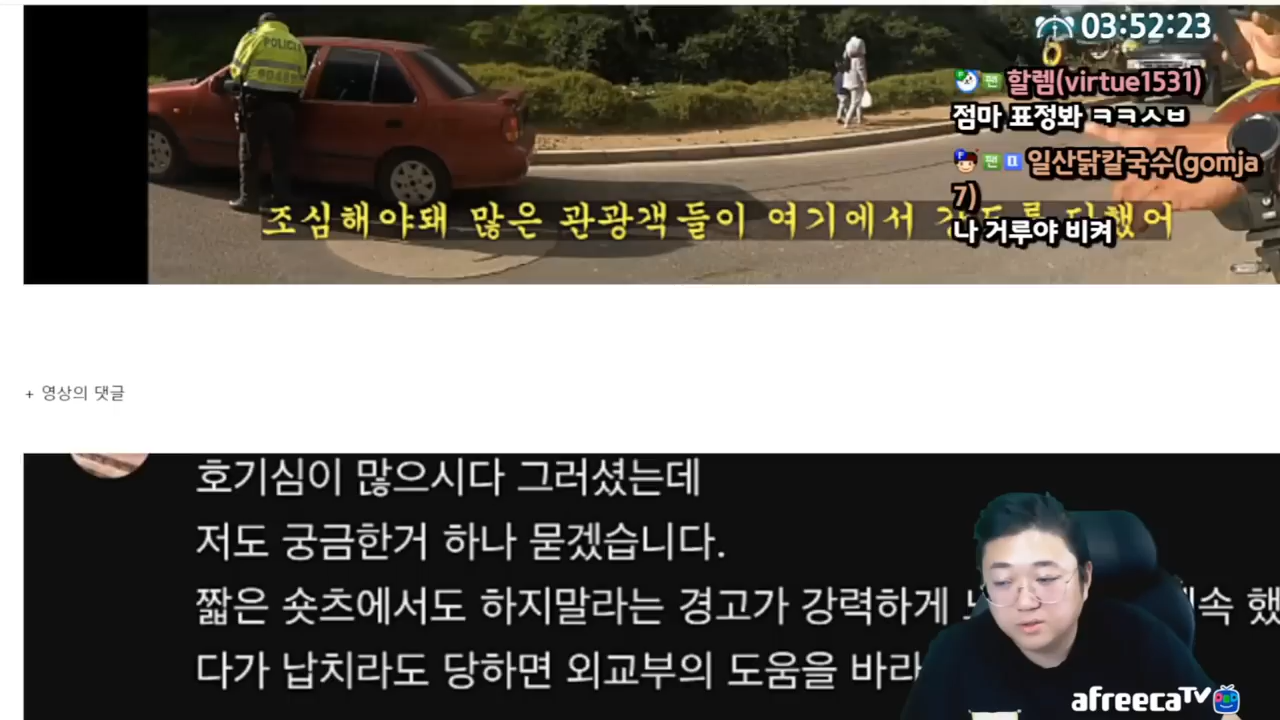 POLICIA
03:52:23
할렘(virtue1531)
점마 표정봐 ㅋㅋㅅㅂ
일산닭칼국수(gomja
7)
나 거루야 비켜
조심해야돼 많은 관광객들이 여기에서
+ 영상의 댓글
호기심이 많으시다 그러셨는데
저도 궁금한거 하나 묻겠습니다.
짧은 숏츠에서도 하지말라는 경고가 강력하게 했
다가 납치라도 당하면 외교부의 도움을
afreecaTV